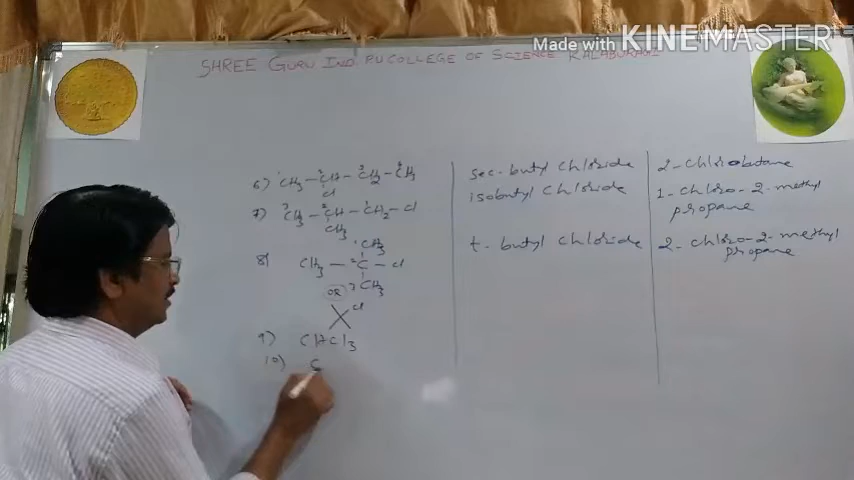 Made with KINEMASTER
SHREE GURU IND PU COLLEGE OF SCIENCE KALABURAGI
6) CH3 - CH - CH2 - CH3 sec. butyl chloride 2-chlorobutane
Cl
7) CH3 - CH - CH2 - Cl isobutyl chloride 1-chloro-2-methyl
CH3 propane
CH3
8) CH3 - C - Cl t. butyl chloride 2-chloro-2-methyl
CH3 propane
OR
Cl
9) CHCl3
10) C